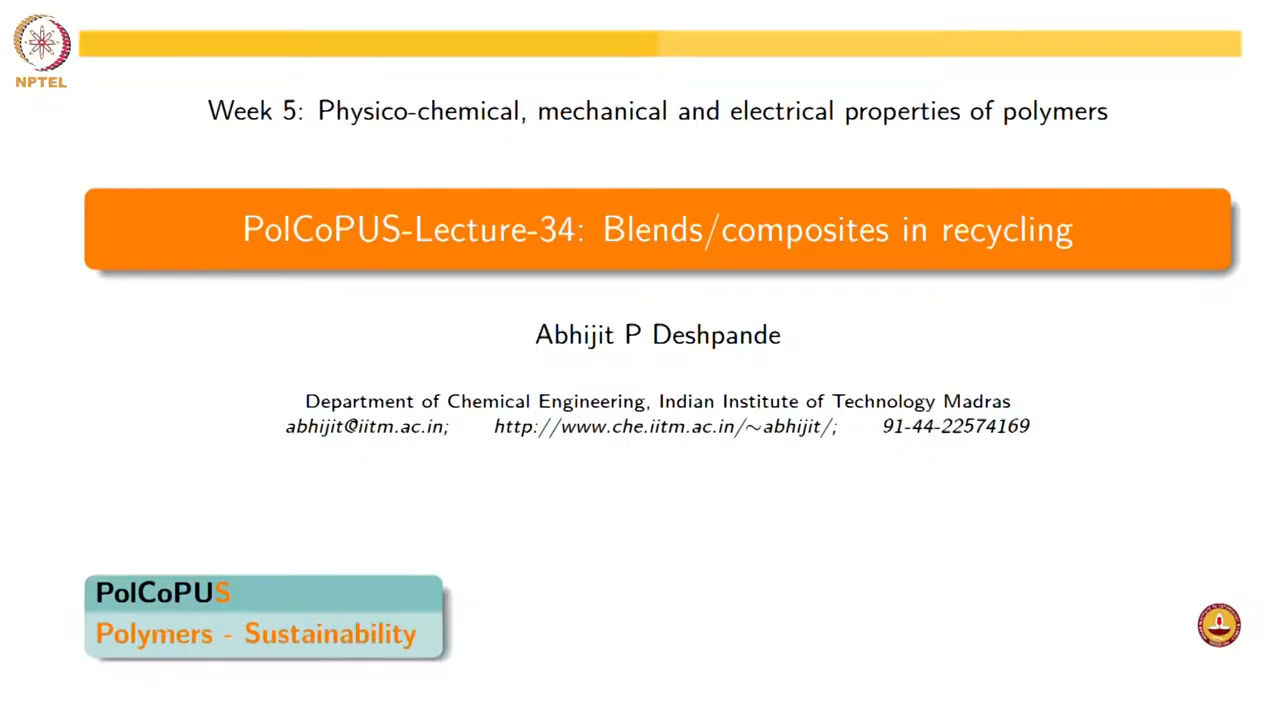 NPTEL
Week 5: Physico-chemical, mechanical and electrical properties of polymers
PolCoPUS-Lecture-34: Blends/composites in recycling
Abhijit P Deshpande
Department of Chemical Engineering, Indian Institute of Technology Madras
abhijit@iitm.ac.in; http://www.che.iitm.ac.in/~abhijit/; 91-44-22574169
PolCoPUS
Polymers - Sustainability